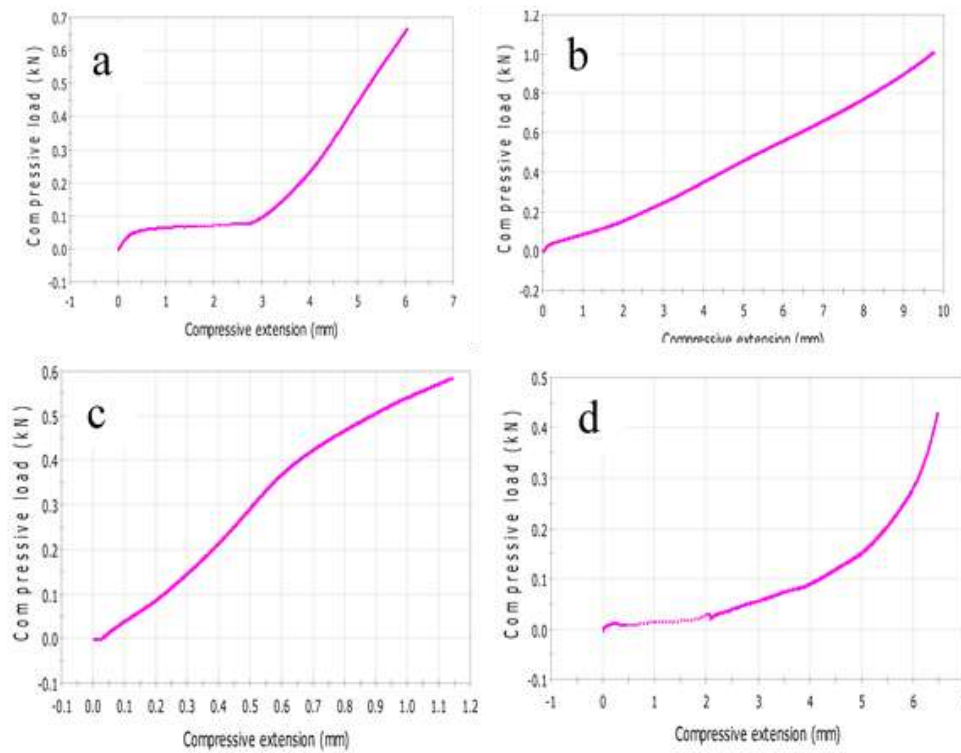 a
Compressive load (kN)
0.7
0.6
0.5
0.4
0.3
0.2
0.1
0.0
-0.1
-1 0 1 2 3 4 5 6 7
Compressive extension (mm)
b
Compressive load (kN)
1.2
1.0
0.8
0.6
0.4
0.2
0.0
-0.2
0 1 2 3 4 5 6 7 8 9 10
Compressive extension (mm)
c
Compressive load (kN)
0.6
0.5
0.4
0.3
0.2
0.1
0.0
-0.1
-0.1 0.0 0.1 0.2 0.3 0.4 0.5 0.6 0.7 0.8 0.9 1.0 1.1 1.2
Compressive extension (mm)
d
Compressive load (kN)
0.5
0.4
0.3
0.2
0.1
0.0
-0.1
-1 0 1 2 3 4 5 6
Compressive extension (mm)